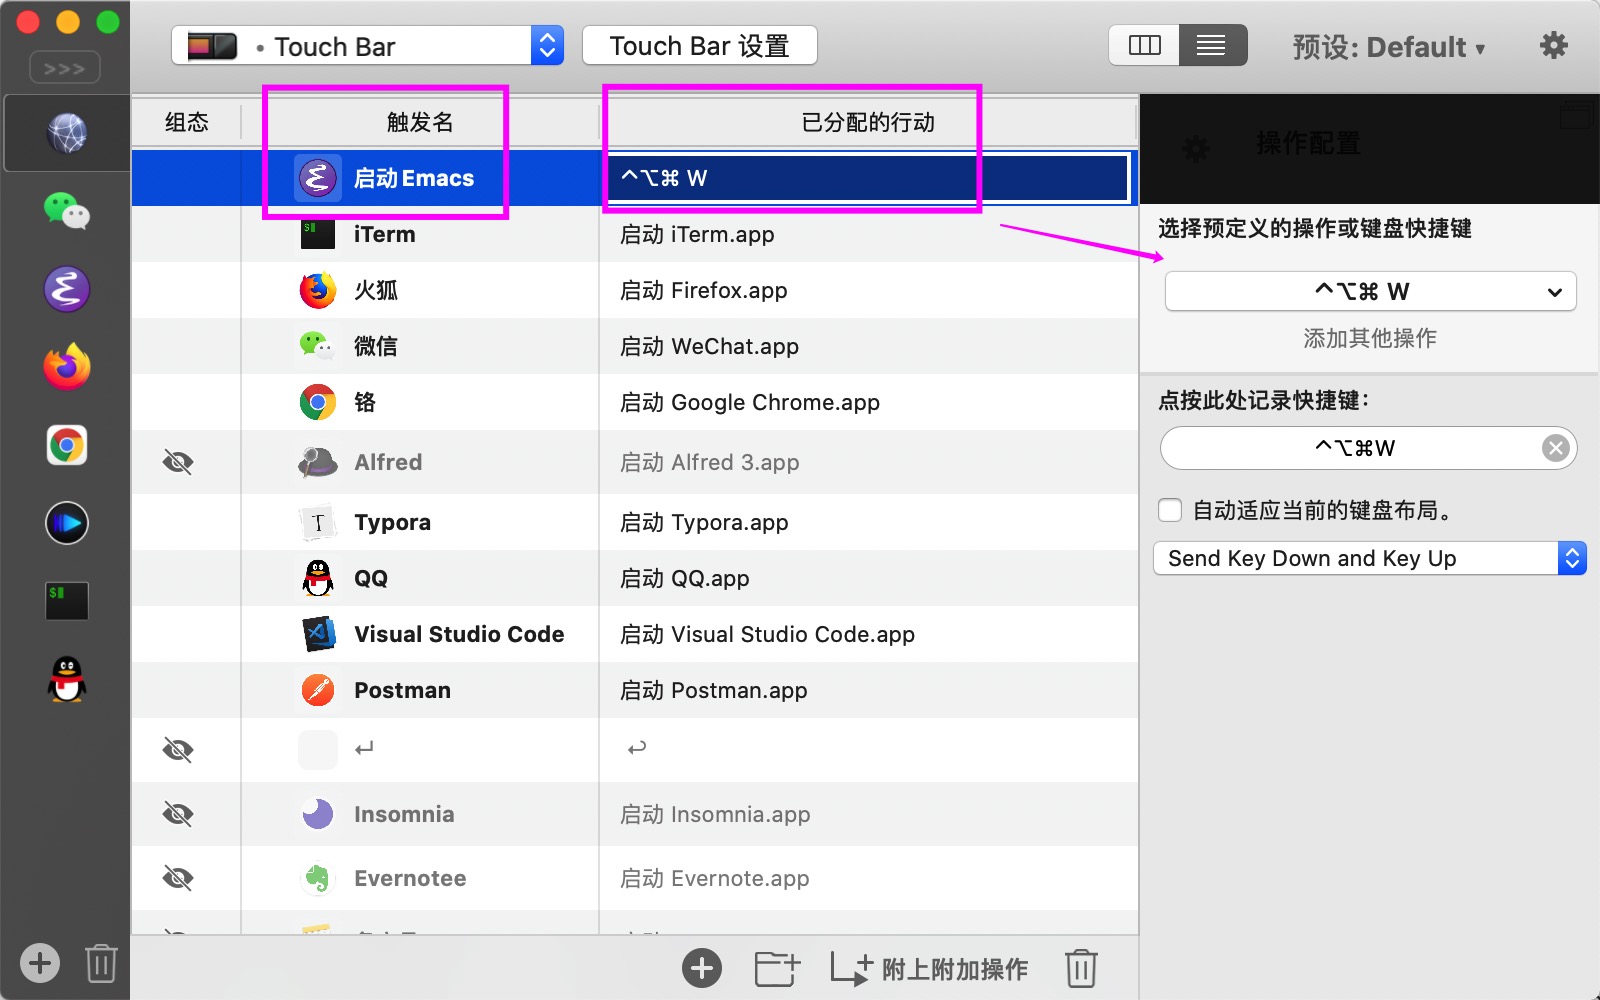 >>>
• Touch Bar
Touch Bar 设置
预设: Default ▾
组态
触发名
已分配的行动
启动 Emacs
^⌥⌘ W
iTerm
启动 iTerm.app
火狐
启动 Firefox.app
微信
启动 WeChat.app
铬
启动 Google Chrome.app
Alfred
启动 Alfred 3.app
Typora
启动 Typora.app
QQ
启动 QQ.app
Visual Studio Code
启动 Visual Studio Code.app
Postman
启动 Postman.app
↵
↩
Insomnia
启动 Insomnia.app
Evernotee
启动 Evernote.app
附上附加操作
操作配置
选择预定义的操作或键盘快捷键
^⌥⌘ W
添加其他操作
点按此处记录快捷键:
^⌥⌘W
自动适应当前的键盘布局。
Send Key Down and Key Up